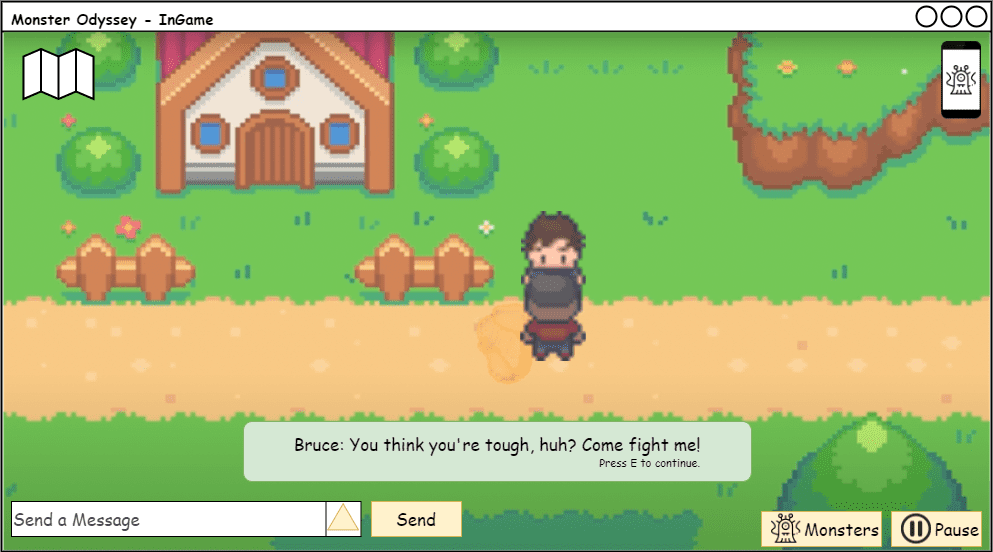 Monster Odyssey - InGame
Bruce: You think you're tough, huh? Come fight me!
Press E to continue.
Send a Message
Send
Monsters
Pause